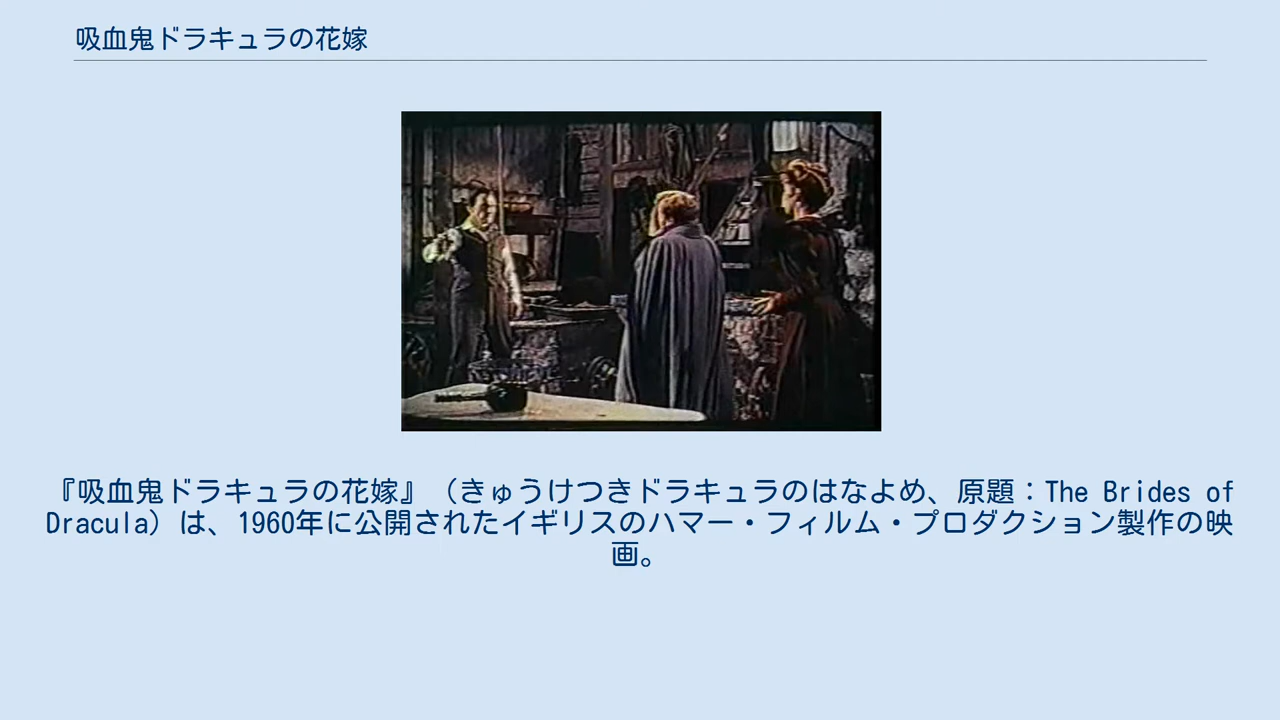 吸血鬼ドラキュラの花嫁
『吸血鬼ドラキュラの花嫁』（きゅうけつきドラキュラのはなよめ、原題：The Brides of
Dracula）は、1960年に公開されたイギリスのハマー・フィルム・プロダクション製作の映
画。